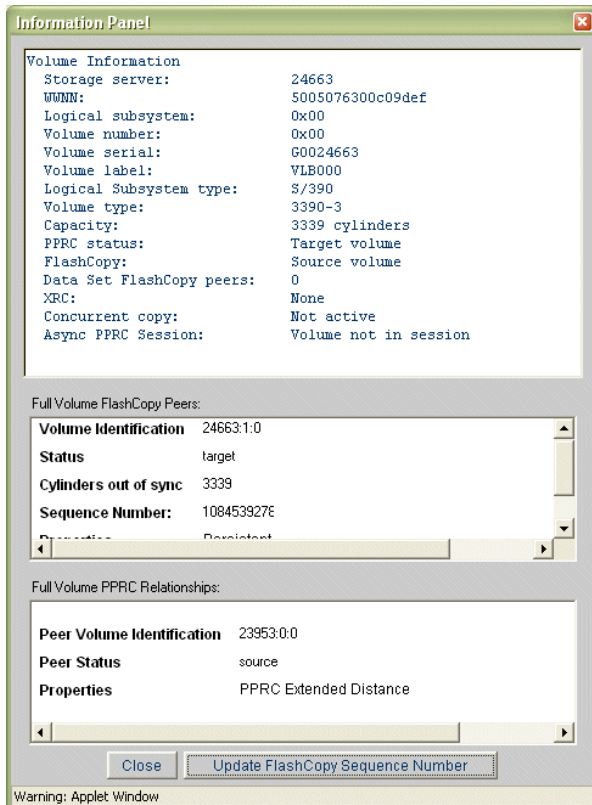 Information Panel
Volume Information
Storage server: 24663
WWNN: 5005076300c09def
Logical subsystem: 0x00
Volume number: 0x00
Volume serial: G0024663
Volume label: VLB000
Logical Subsystem type: S/390
Volume type: 3390-3
Capacity: 3339 cylinders
PPRC status: Target volume
FlashCopy: Source volume
Data Set FlashCopy peers: 0
XRC: None
Concurrent copy: Not active
Async PPRC Session: Volume not in session
Full Volume FlashCopy Peers:
Volume Identification 24663:1:0
Status target
Cylinders out of sync 3339
Sequence Number: 1084539278
Properties Persistent
Full Volume PPRC Relationships:
Peer Volume Identification 23953:0:0
Peer Status source
Properties PPRC Extended Distance
Close Update FlashCopy Sequence Number
Warning: Applet Window